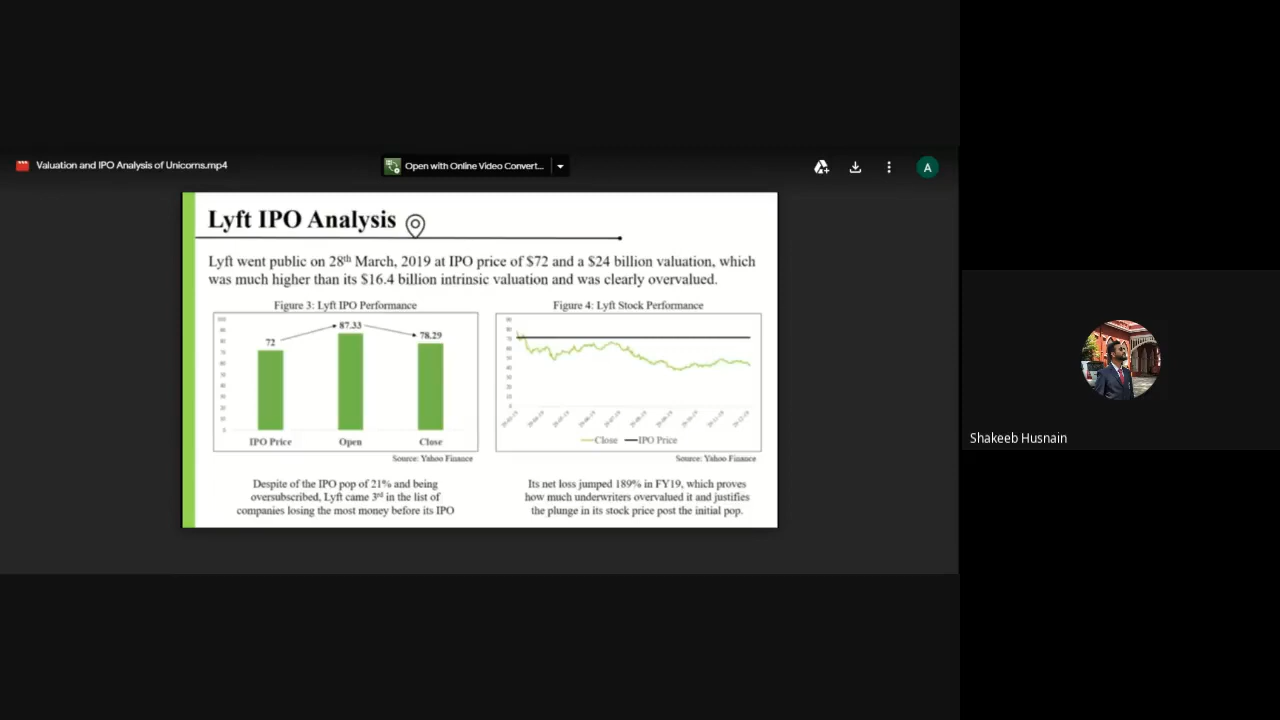 Valuation and IPO Analysis of Unicorns.mp4
Open with Online Video Convert...
A
Lyft IPO Analysis
Lyft went public on 28th March, 2019 at IPO price of $72 and a $24 billion valuation, which
was much higher than its $16.4 billion intrinsic valuation and was clearly overvalued.
Figure 3: Lyft IPO Performance
72
87.33
78.29
IPO Price
Open
Close
Source: Yahoo Finance
Figure 4: Lyft Stock Performance
Close
IPO Price
Source: Yahoo Finance
Despite of the IPO pop of 21% and being
oversubscribed, Lyft came 3rd in the list of
companies losing the most money before its IPO
Its net loss jumped 189% in FY19, which proves
how much underwriters overvalued it and justifies
the plunge in its stock price post the initial pop.
Shakeeb Husnain